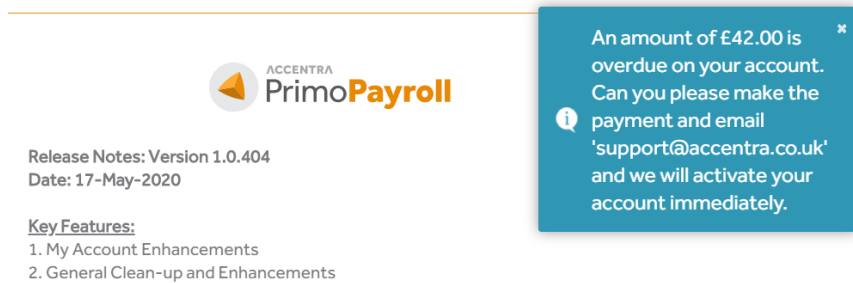 ACCENTRA
PrimoPayroll
Release Notes: Version 1.0.404
Date: 17-May-2020
Key Features:
1. My Account Enhancements
2. General Clean-up and Enhancements
An amount of £42.00 is
overdue on your account.
Can you please make the
payment and email
'support@accentra.co.uk'
and we will activate your
account immediately.